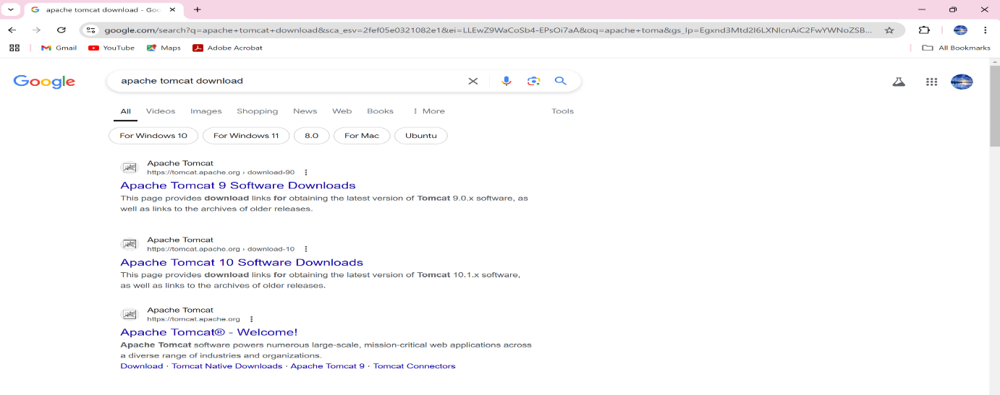 apache tomcat download - Goo
google.com/search?q=apache+tomcat+download&sca_esv=2fef05e0321082e1&ei=LLEwZ9WaCoSb4-EPsOi7aA&oq=apache+toma&gs_lp=Egxnd3Mtd2l6LXNlcnAiC2FwYWNoZSB...
Gmail YouTube Maps Adobe Acrobat All Bookmarks
Google apache tomcat download
All Videos Images Shopping News Web Books More Tools
For Windows 10 For Windows 11 8.0 For Mac Ubuntu
Apache Tomcat
https://tomcat.apache.org › download-90
Apache Tomcat 9 Software Downloads
This page provides download links for obtaining the latest version of Tomcat 9.0.x software, as
well as links to the archives of older releases.
Apache Tomcat
https://tomcat.apache.org › download-10
Apache Tomcat 10 Software Downloads
This page provides download links for obtaining the latest version of Tomcat 10.1.x software,
as well as links to the archives of older releases.
Apache Tomcat
https://tomcat.apache.org
Apache Tomcat® - Welcome!
Apache Tomcat software powers numerous large-scale, mission-critical web applications across
a diverse range of industries and organizations.
Download · Tomcat Native Downloads · Apache Tomcat 9 · Tomcat Connectors